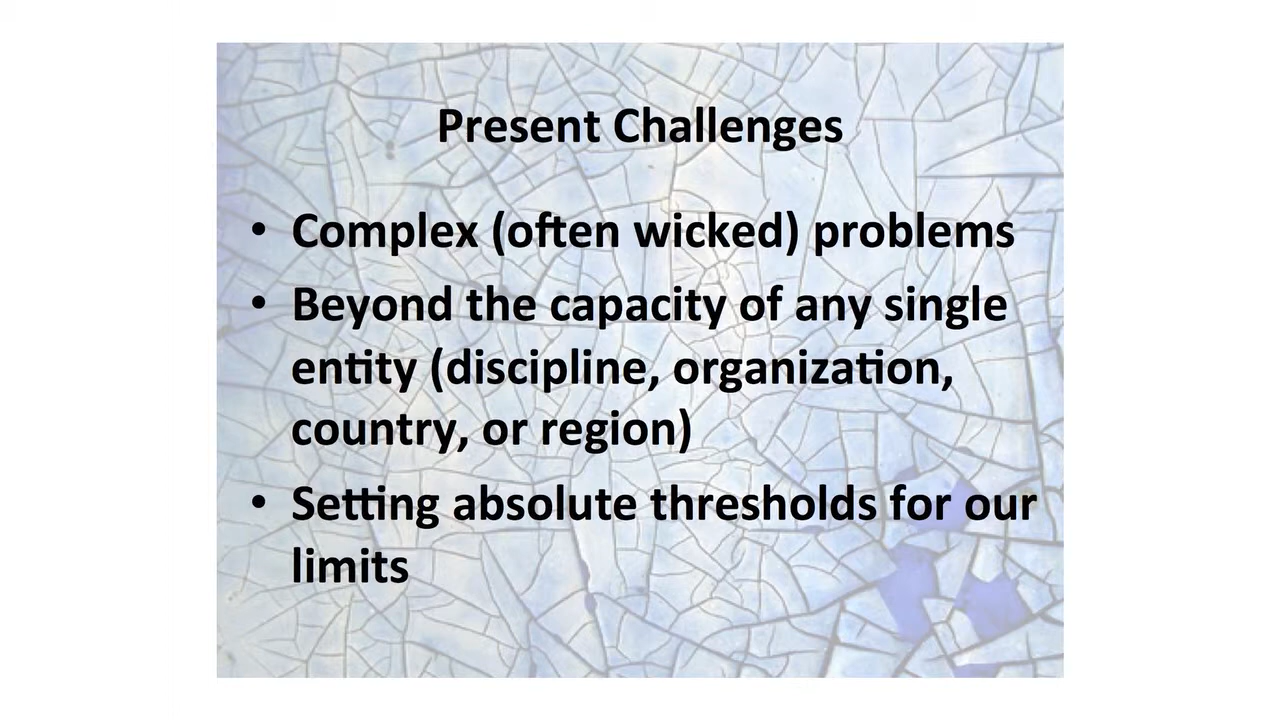 Present Challenges
• Complex (often wicked) problems
• Beyond the capacity of any single
entity (discipline, organization,
country, or region)
• Setting absolute thresholds for our
limits